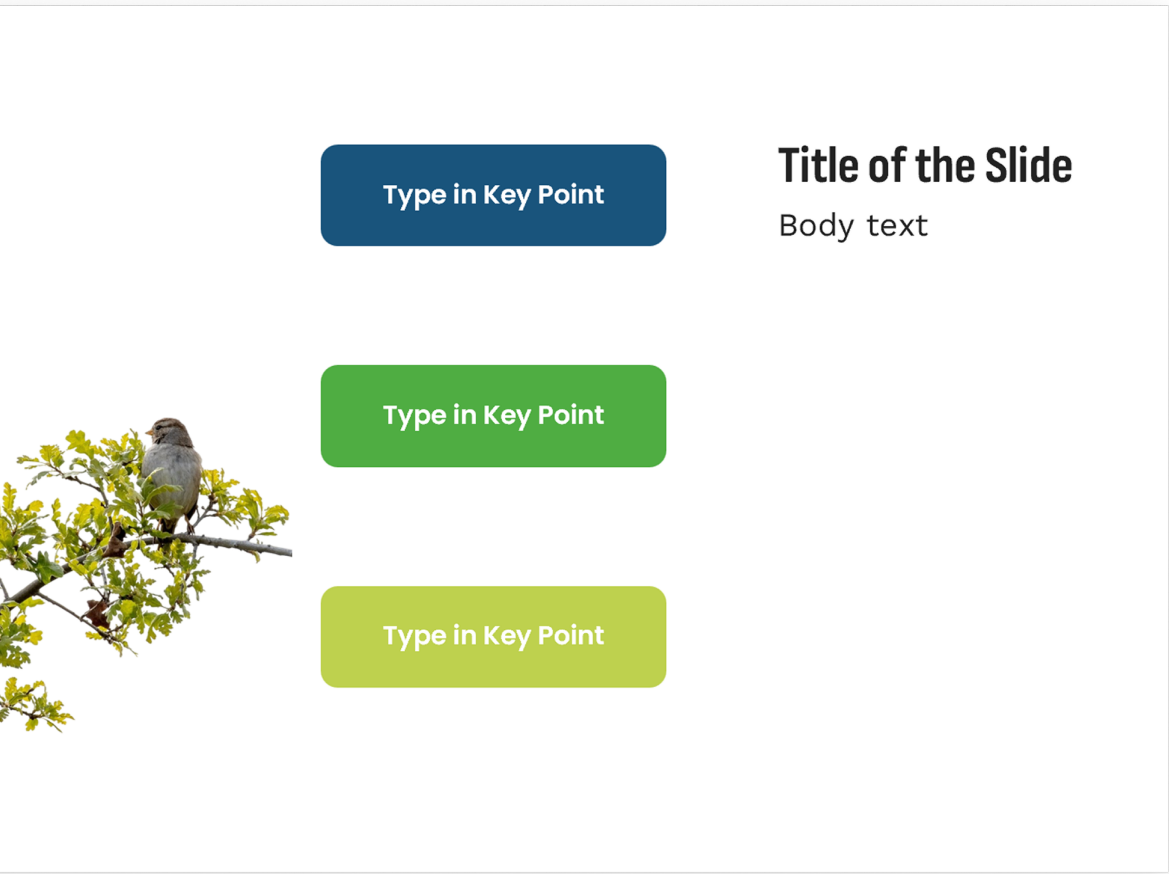 Type in Key Point
Title of the Slide
Body text
Type in Key Point
Type in Key Point